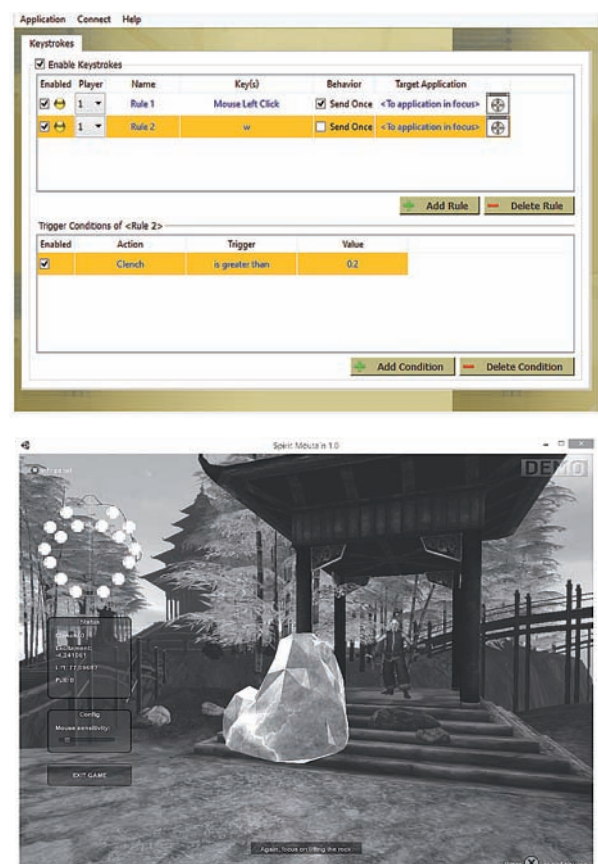 Application Connect Help
Keystrokes
Enable Keystrokes
Enabled Player Name Key(s) Behavior Target Application
1 Rule 1 Mouse Left Click Send Once <To application in focus>
1 Rule 2 w Send Once <To application in focus>
Add Rule Delete Rule
Trigger Conditions of <Rule 2>
Enabled Action Trigger Value
Clench is greater than 0.2
Add Condition Delete Condition
Spirit Mountain 1.0
DEMO
Status
Excitement:
Config
Mouse sensitivity:
EXIT GAME
Again, focus on lifting the rock